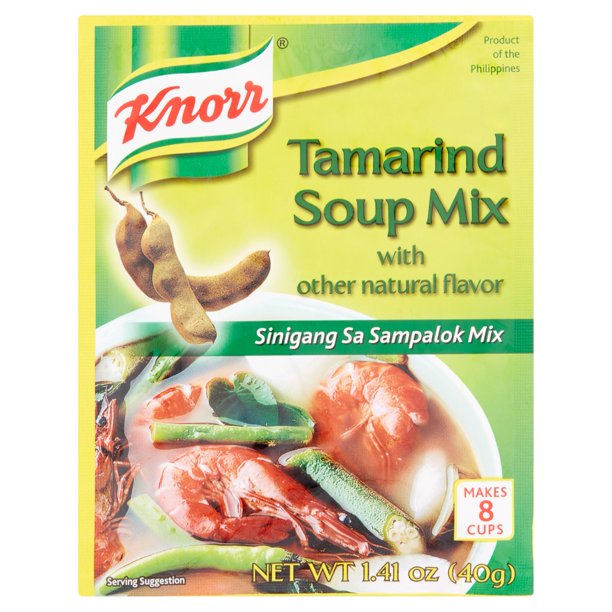 Product
of the
Philippines
®
Knorr
Tamarind
Soup Mix
with
other natural flavor
Sinigang Sa Sampalok Mix
MAKES
8
CUPS
Serving Suggestion
NET WT 1.41 oz (40g)